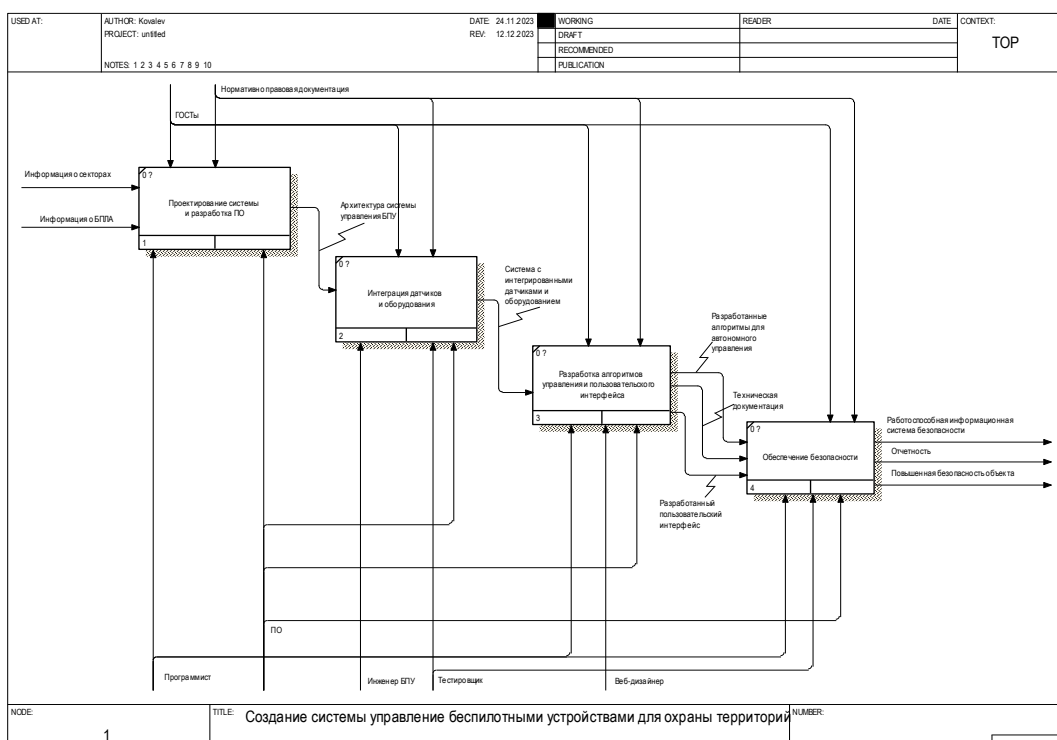 USED AT:
AUTHOR: Kovalev
DATE: 24.11.2023
WORKING
READER
DATE
CONTEXT:
PROJECT: untitled
REV: 12.12.2023
DRAFT
TOP
RECOMMENDED
NOTES: 1 2 3 4 5 6 7 8 9 10
PUBLICATION
Нормативно правовая документация
ГОСТы
Информация о секторах
Информация о БПЛА
0 ?
Проектирование системы
и разработка ПО
1
Архитектура системы
управления БПУ
0 ?
Интеграция датчиков
и оборудования
2
Система с
интегрированными
датчиками и
оборудованием
0 ?
Разработка алгоритмов
управления и пользовательского
интерфейса
3
Разработанные
алгоритмы для
автономного
управления
Техническая
документация
Разработанный
пользовательский
интерфейс
0 ?
Обеспечение безопасности
4
Работоспособная информационная
система безопасности
Отчетность
Повышенная безопасность объекта
ПО
Программист
Инженер БПУ
Тестировщик
Веб-дизайнер
NODE:
1
TITLE:
Создание системы управление беспилотными устройствами для охраны территорий
NUMBER: